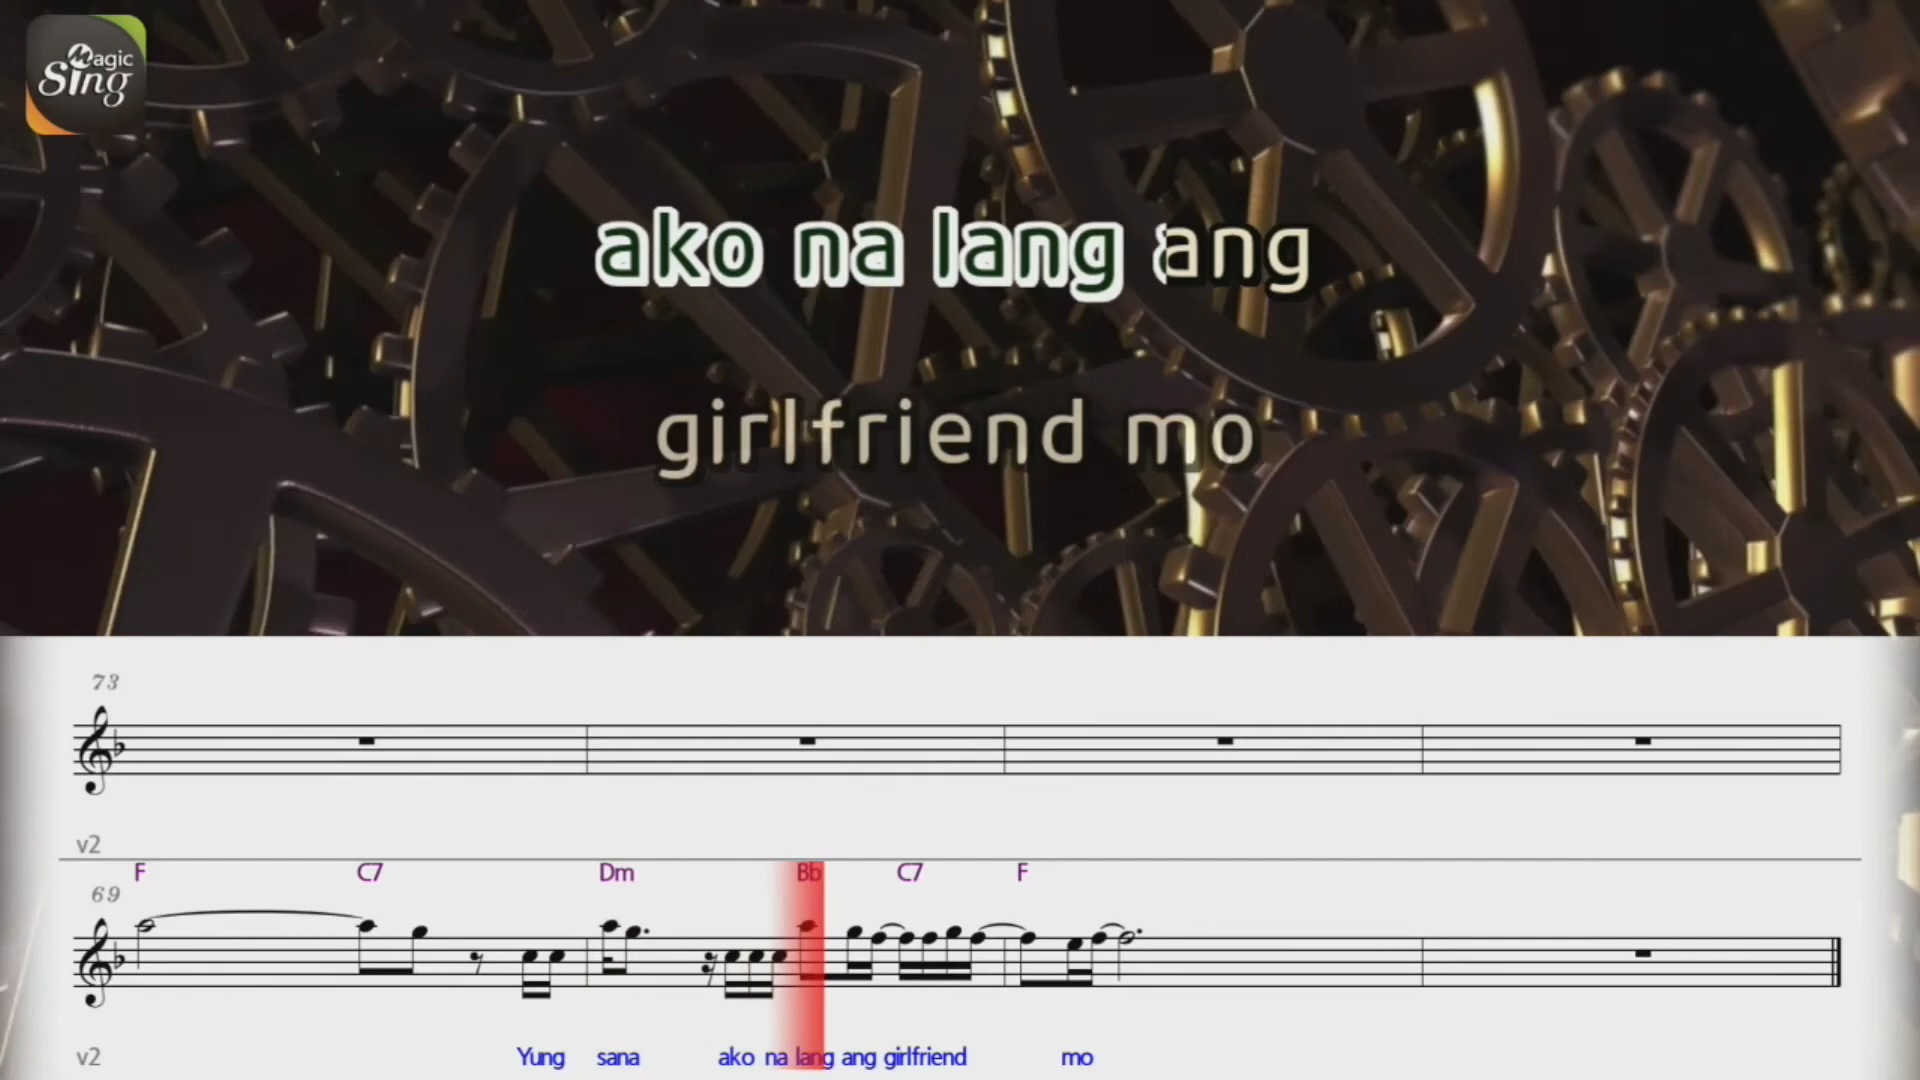 Magic
Sing
ako na lang ang
girlfriend mo
73
v2
F C7 Dm Bb C7 F
69
v2 Yung sana ako na lang ang girlfriend mo